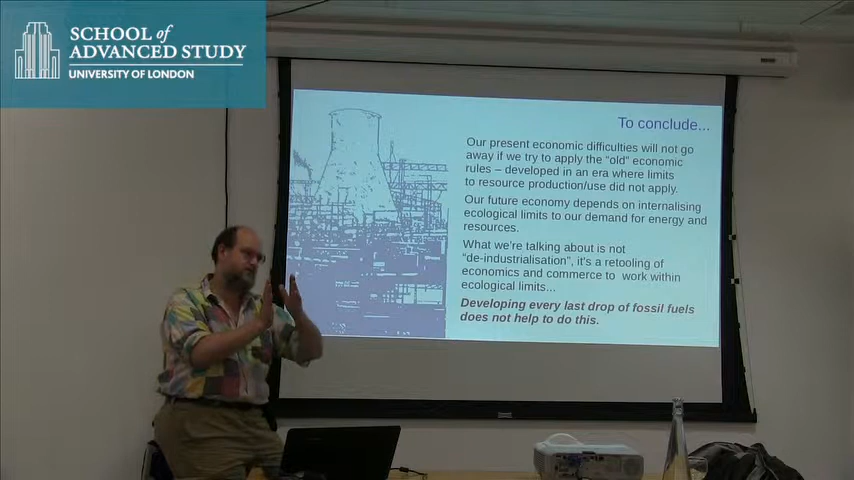 SCHOOL of
ADVANCED STUDY
UNIVERSITY OF LONDON
To conclude...
Our present economic difficulties will not go
away if we try to apply the "old" economic
rules – developed in an era where limits
to resource production/use did not apply.
Our future economy depends on internalising
ecological limits to our demand for energy and
resources.
What we're talking about is not
"de-industrialisation", it's a retooling of
economics and commerce to work within
ecological limits...
Developing every last drop of fossil fuels
does not help to do this.